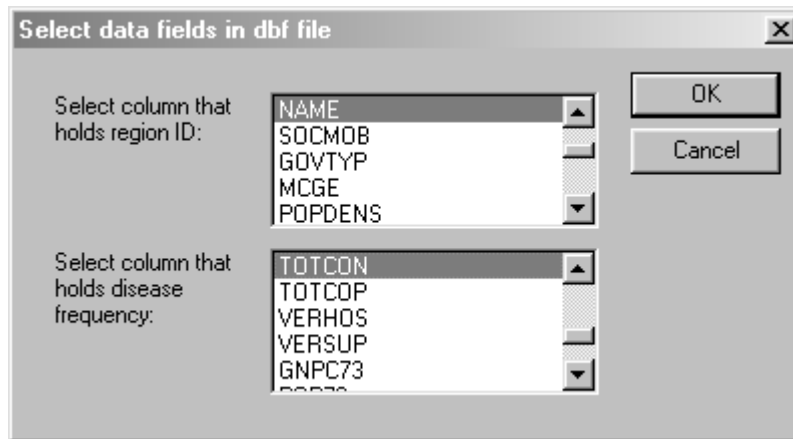 Select data fields in dbf file
Select column that
holds region ID:
NAME
SOCMOB
GOVTYP
MCGE
POPDENS
OK
Cancel
Select column that
holds disease
frequency:
TOTCON
TOTCOP
VERHOS
VERSUP
GNPC73